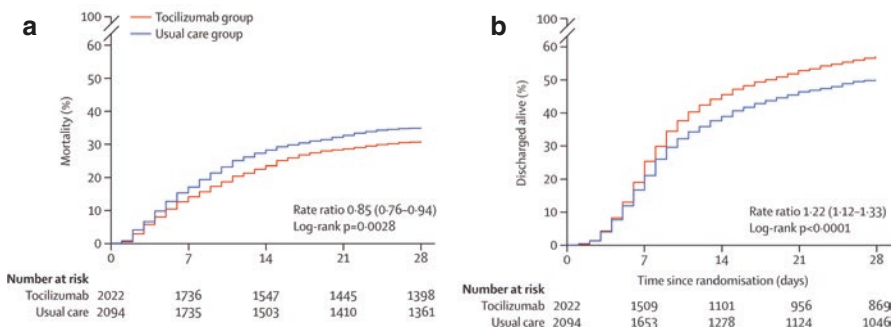 a
Tocilizumab group
Usual care group
100
60
50
40
30
20
10
0
Mortality (%)
Rate ratio 0·85 (0·76–0·94)
Log-rank p=0·0028
0 7 14 21 28
Number at risk
Tocilizumab 2022 1736 1547 1445 1398
Usual care 2094 1735 1503 1410 1361
b
100
60
50
40
30
20
10
0
Discharged alive (%)
Rate ratio 1·22 (1·12–1·33)
Log-rank p<0·0001
0 7 14 21 28
Time since randomisation (days)
Number at risk
Tocilizumab 2022 1509 1101 956 869
Usual care 2094 1653 1278 1124 1046